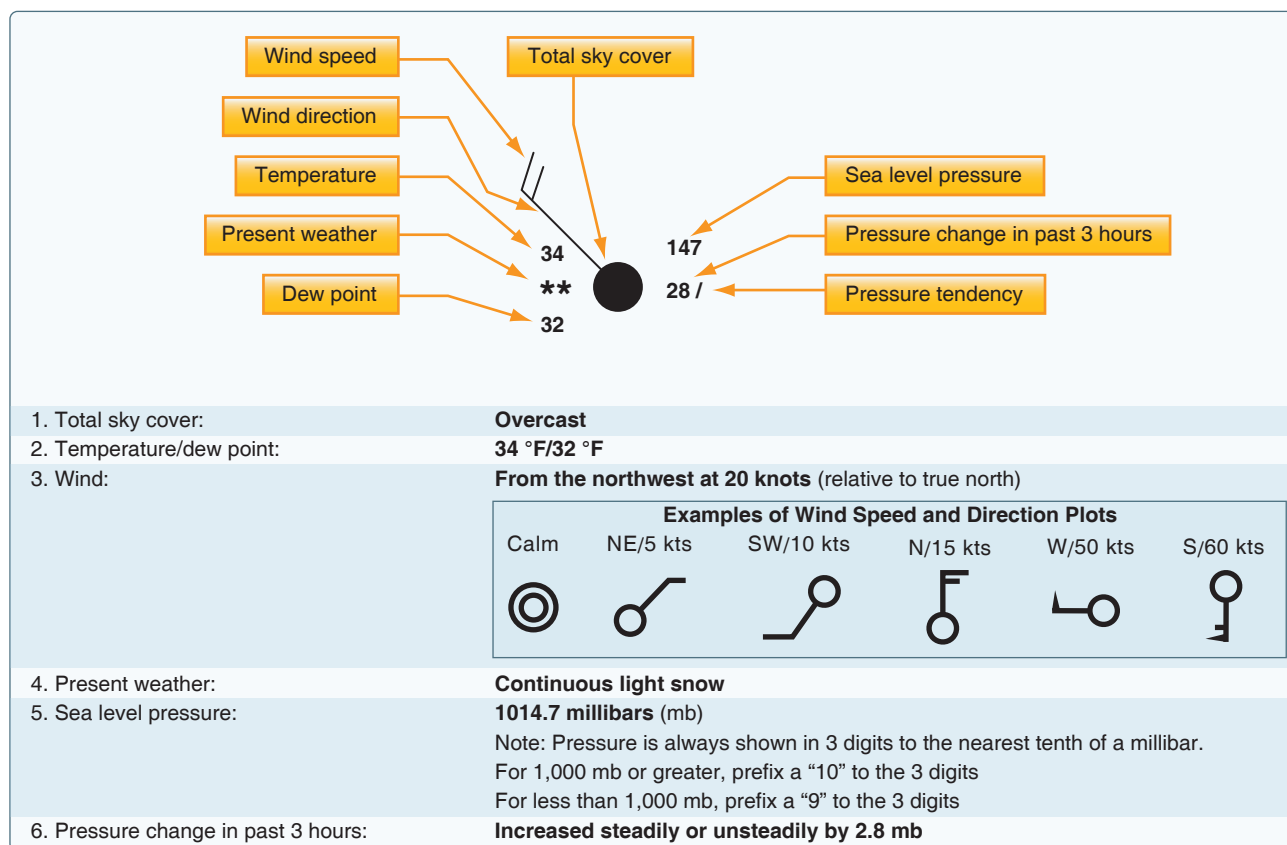 Wind speed
Total sky cover
Wind direction
Temperature
Sea level pressure
Present weather
Pressure change in past 3 hours
Dew point
Pressure tendency
34
147
**
28 /
32
1. Total sky cover: Overcast
2. Temperature/dew point: 34 °F/32 °F
3. Wind: From the northwest at 20 knots (relative to true north)
Examples of Wind Speed and Direction Plots
Calm NE/5 kts SW/10 kts N/15 kts W/50 kts S/60 kts
4. Present weather: Continuous light snow
5. Sea level pressure: 1014.7 millibars (mb)
Note: Pressure is always shown in 3 digits to the nearest tenth of a millibar.
For 1,000 mb or greater, prefix a “10” to the 3 digits
For less than 1,000 mb, prefix a “9” to the 3 digits
6. Pressure change in past 3 hours: Increased steadily or unsteadily by 2.8 mb